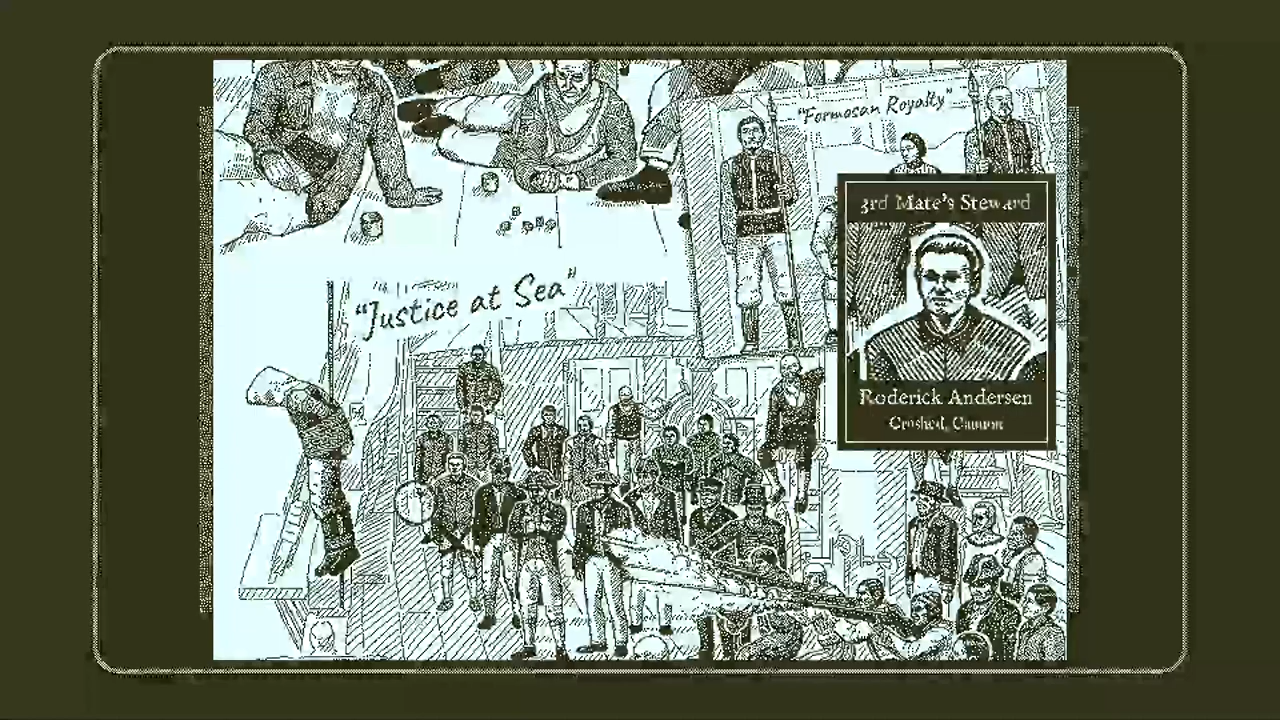 "Formosan Royalty"
3rd Mate's Steward
"Justice at Sea"
Roderick Andersen
Crushed, Cannon